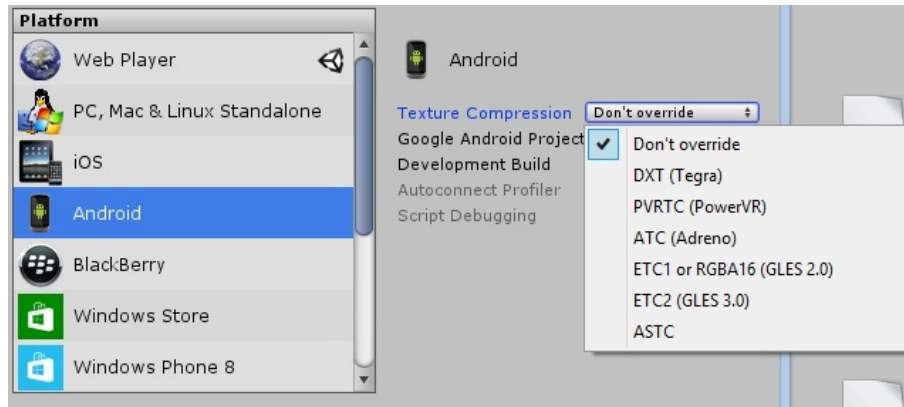 Platform
Web Player
PC, Mac & Linux Standalone
iOS
Android
BlackBerry
Windows Store
Windows Phone 8
Android
Texture Compression Don't override
Google Android Project
Development Build
Autoconnect Profiler
Script Debugging
Don't override
DXT (Tegra)
PVRTC (PowerVR)
ATC (Adreno)
ETC1 or RGBA16 (GLES 2.0)
ETC2 (GLES 3.0)
ASTC